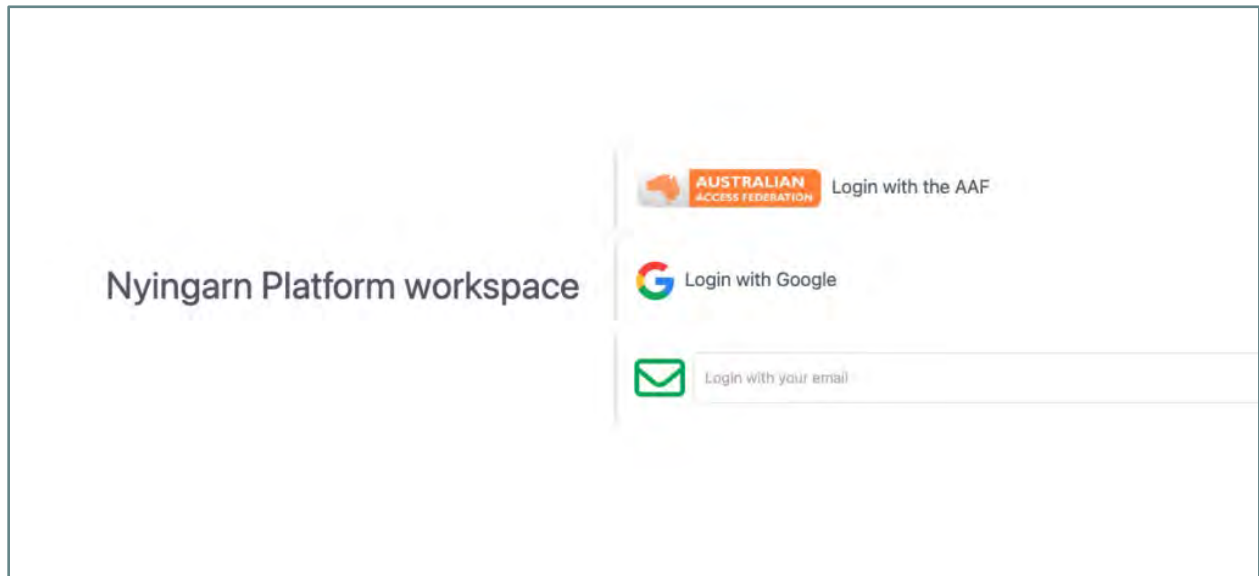 AUSTRALIAN
ACCESS FEDERATION
Login with the AAF
Nyingarn Platform workspace
Login with Google
Login with your email